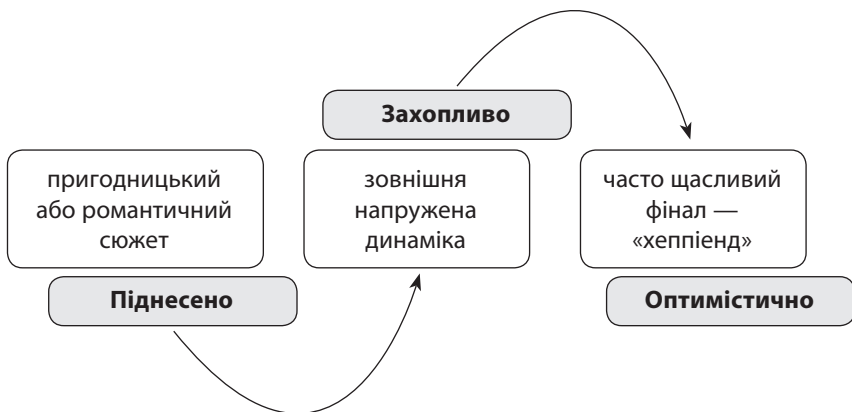 Захопливо
пригодницький
або романтичний
сюжет
зовнішня
напружена
динаміка
часто щасливий
фінал —
«хеппіенд»
Піднесено
Оптимістично